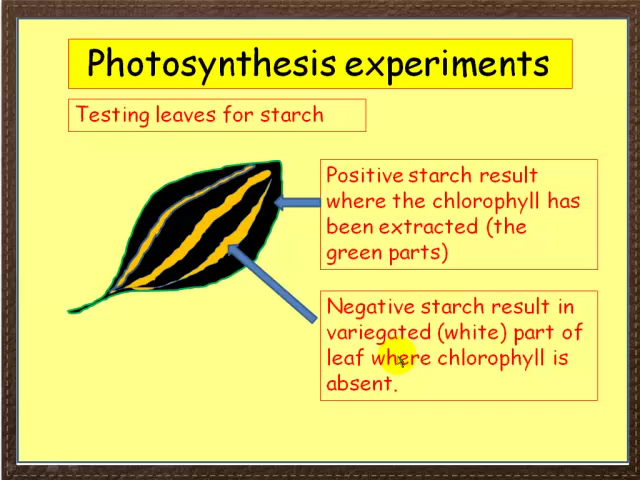 Photosynthesis experiments
Testing leaves for starch
Positive starch result
where the chlorophyll has
been extracted (the
green parts)
Negative starch result in
variegated (white) part of
leaf where chlorophyll is
absent.